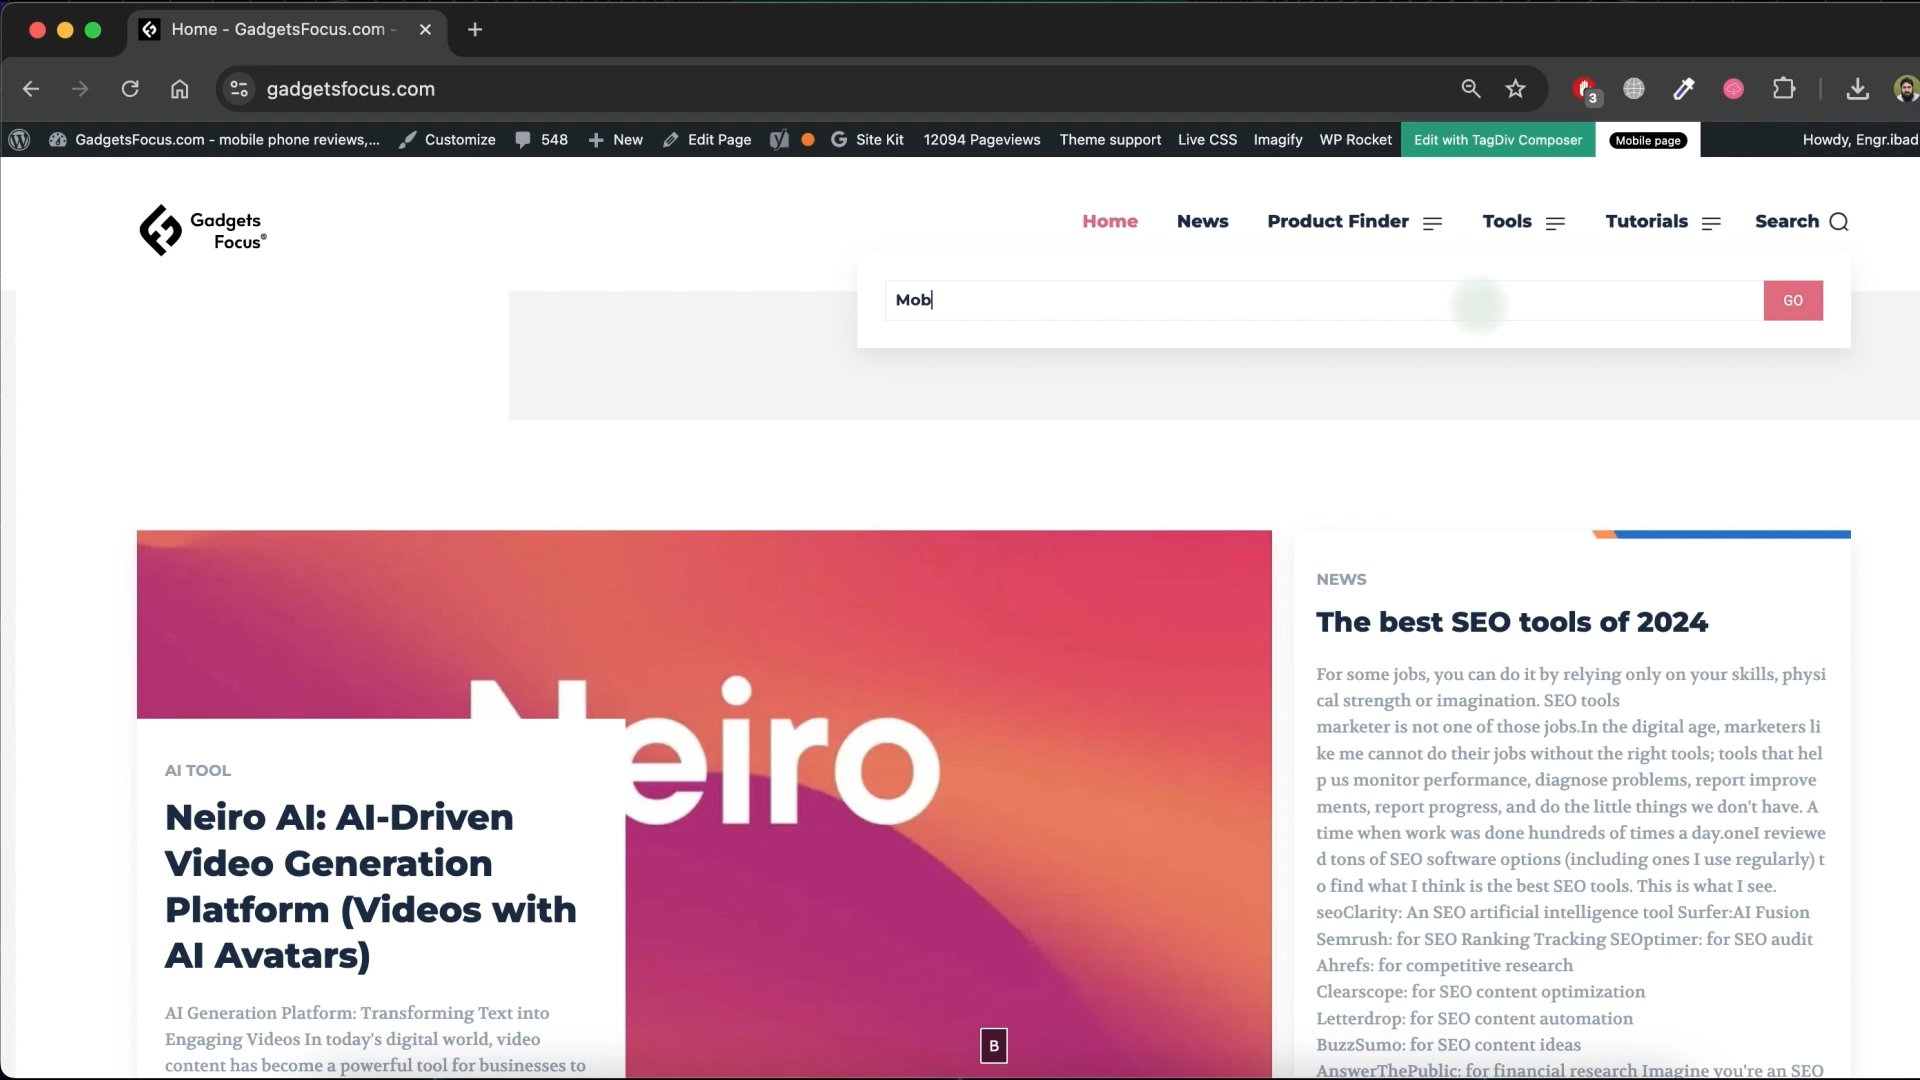 Home - GadgetsFocus.com -
gadgetsfocus.com
3
GadgetsFocus.com - mobile phone reviews,... Customize 548 New Edit Page Site Kit 12094 Pageviews Theme support Live CSS Imagify WP Rocket Edit with TagDiv Composer Mobile page Howdy, Engr.ibad
Gadgets
Focus®
Home News Product Finder Tools Tutorials Search
Mob
GO
Neiro
AI TOOL
Neiro AI: AI-Driven
Video Generation
Platform (Videos with
AI Avatars)
AI Generation Platform: Transforming Text into
Engaging Videos In today's digital world, video
content has become a powerful tool for businesses to
NEWS
The best SEO tools of 2024
For some jobs, you can do it by relying only on your skills, physi
cal strength or imagination. SEO tools
marketer is not one of those jobs.In the digital age, marketers li
ke me cannot do their jobs without the right tools; tools that hel
p us monitor performance, diagnose problems, report improve
ments, report progress, and do the little things we don't have. A
time when work was done hundreds of times a day.oneI reviewe
d tons of SEO software options (including ones I use regularly) t
o find what I think is the best SEO tools. This is what I see.
seoClarity: An SEO artificial intelligence tool Surfer:AI Fusion
Semrush: for SEO Ranking Tracking SEOptimer: for SEO audit
Ahrefs: for competitive research
Clearscope: for SEO content optimization
Letterdrop: for SEO content automation
BuzzSumo: for SEO content ideas
AnswerThePublic: for financial research Imagine you're an SEO
B